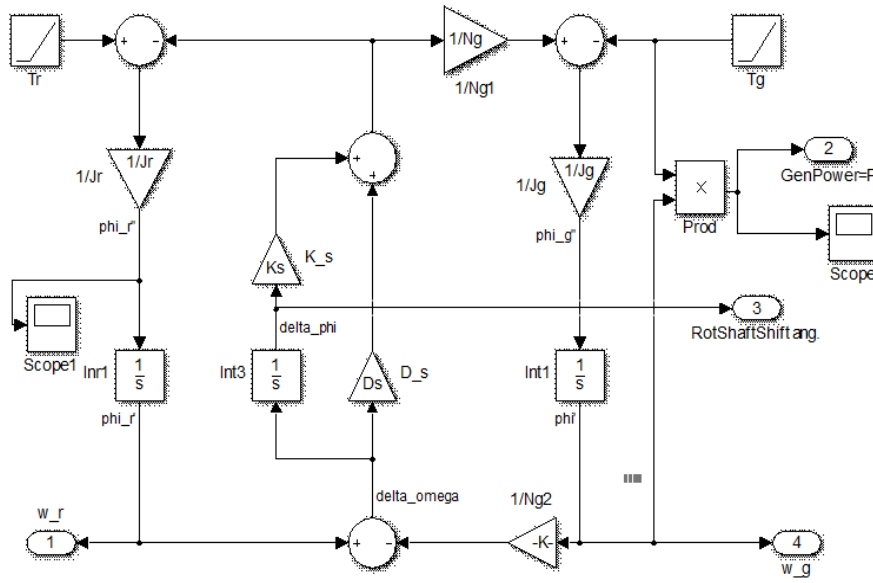 +
-
1/Ng
+
-
Tr
1/Ng1
Tg
1/Jr
1/Jr
+
+
1/Jg
1/Jg
2
GenPower=P
X
Prod
phi_r''
phi_g''
Ks
K_s
Scope
3
RotShaftShift ang.
delta_phi
Scope1
Inr1
1
s
Int3
1
s
Ds
D_s
Int1
1
s
phi_r'
phi'
delta_omega
1/Ng2
w_r
1
+
-
-K-
4
w_g